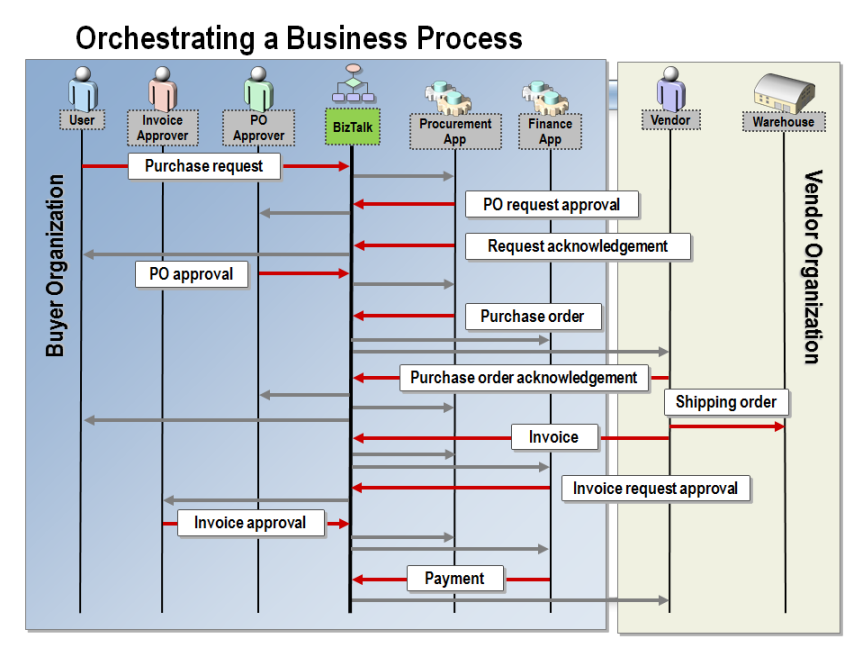 Orchestrating a Business Process
User
Invoice
Approver
PO
Approver
BizTalk
Procurement
App
Finance
App
Vendor
Warehouse
Buyer Organization
Vendor Organization
Purchase request
PO request approval
Request acknowledgement
PO approval
Purchase order
Purchase order acknowledgement
Shipping order
Invoice
Invoice request approval
Invoice approval
Payment